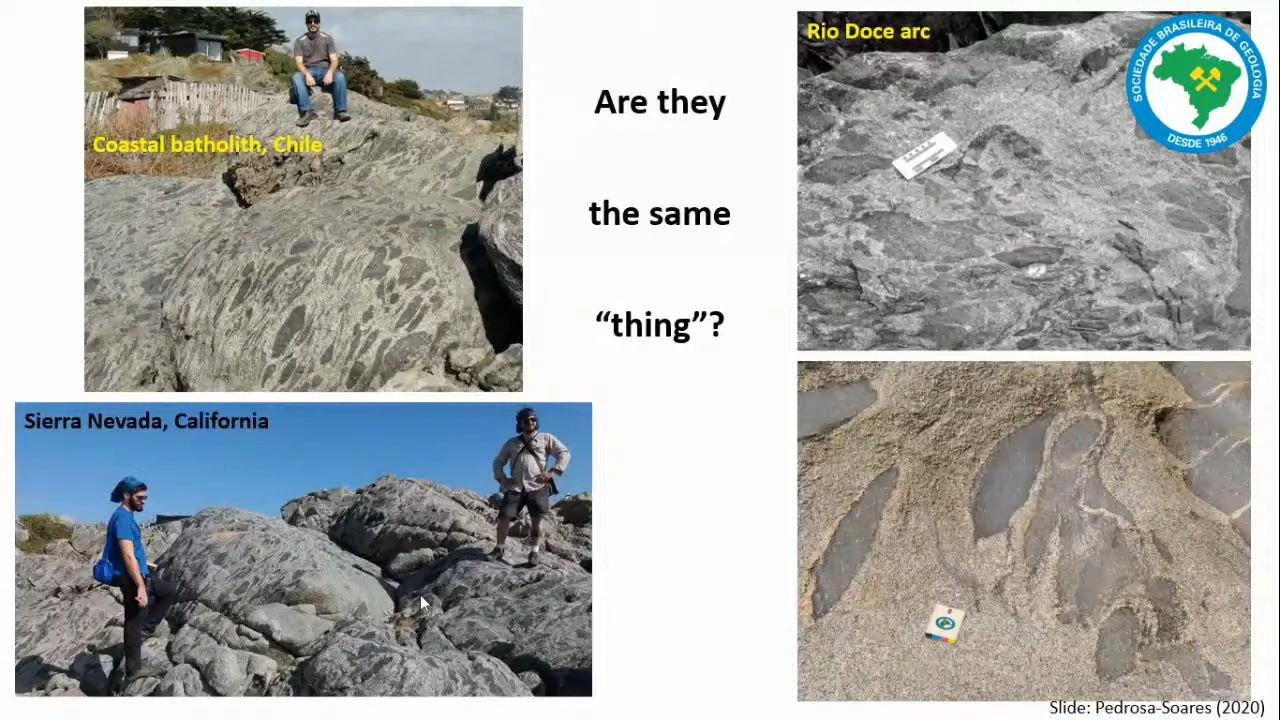 Coastal batholith, Chile
Are they
the same
“thing”?
Rio Doce arc
SOCIEDADE BRASILEIRA DE GEOLOGIA
DESDE 1946
Sierra Nevada, California
Slide: Pedrosa-Soares (2020)